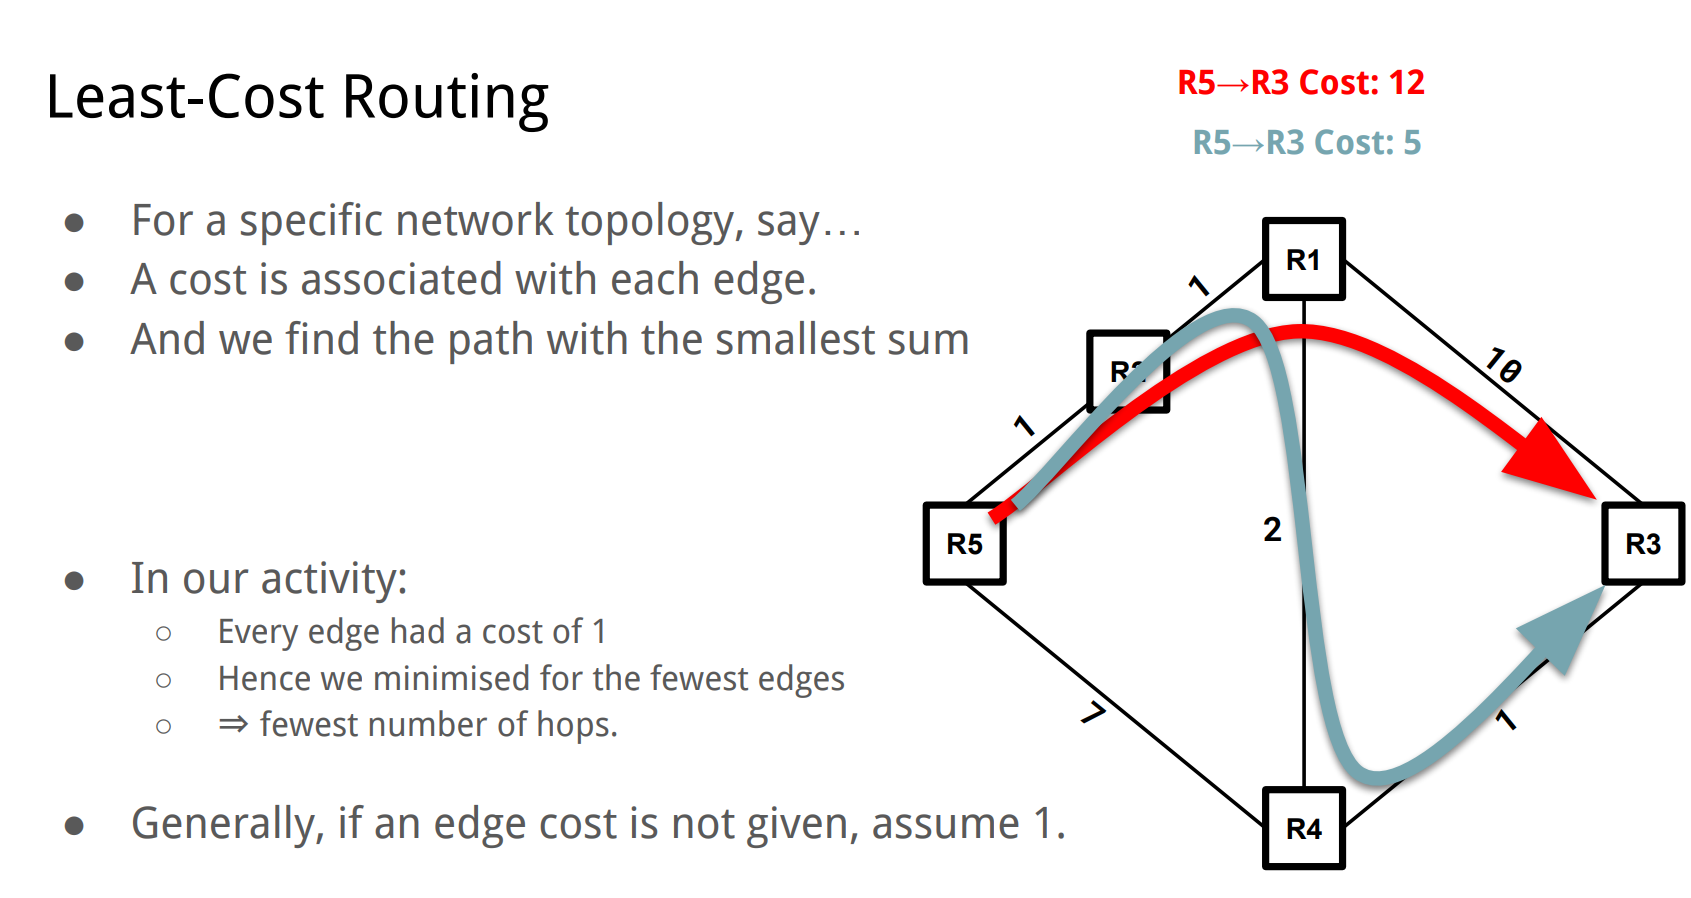 Least-Cost Routing
R5→R3 Cost: 12
R5→R3 Cost: 5
● For a specific network topology, say…
● A cost is associated with each edge.
● And we find the path with the smallest sum
● In our activity:
○ Every edge had a cost of 1
○ Hence we minimised for the fewest edges
○ ⇒ fewest number of hops.
● Generally, if an edge cost is not given, assume 1.
R1
1
10
R2
1
2
R5
R3
7
1
R4